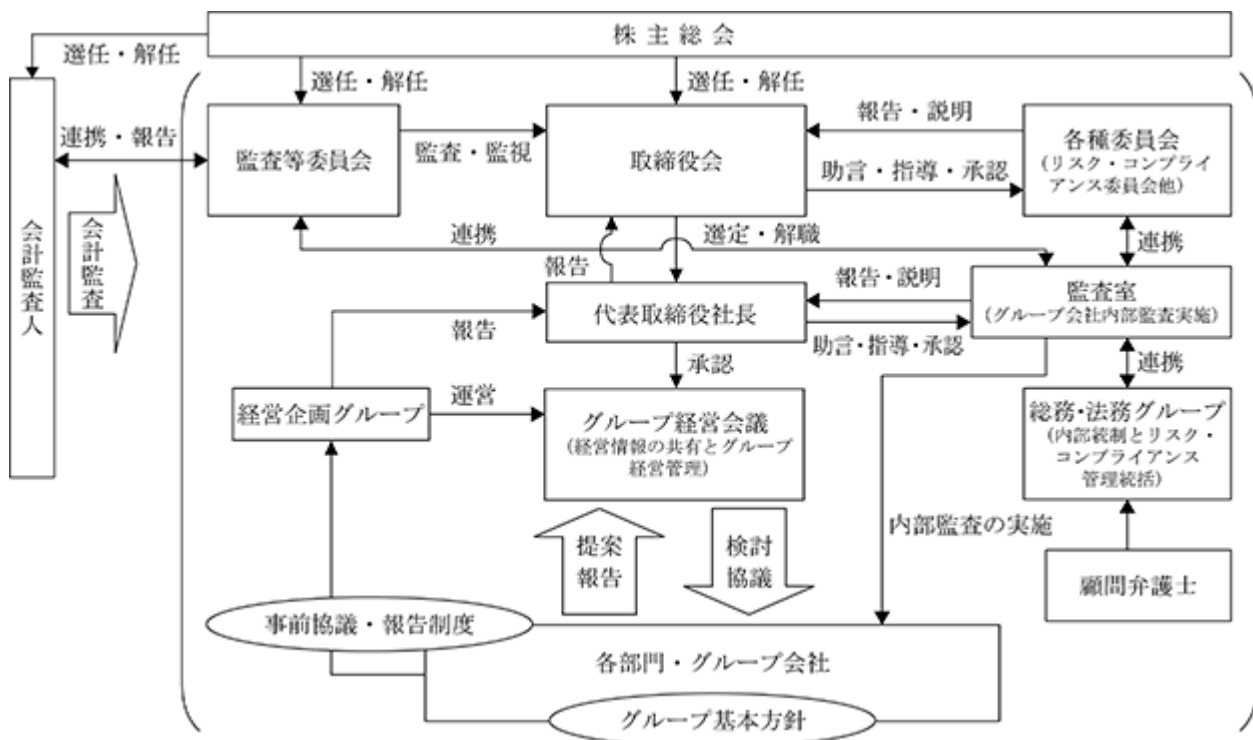 株主総会
選任・解任
選任・解任
選任・解任
会計監査人
連携・報告
会計監査
監査等委員会
監査・監視
取締役会
報告・説明
助言・指導・承認
各種委員会
(リスク・コンプライ
アンス委員会他)
連携
選定・解職
連携
報告
報告・説明
監査室
(グループ会社内部監査実施)
代表取締役社長
報告
助言・指導・承認
承認
連携
経営企画グループ
運営
グループ経営会議
(経営情報の共有とグループ
経営管理)
総務・法務グループ
(内部統制とリスク・
コンプライアンス
管理統括)
提案
報告
検討
協議
内部監査の実施
顧問弁護士
事前協議・報告制度
各部門・グループ会社
グループ基本方針